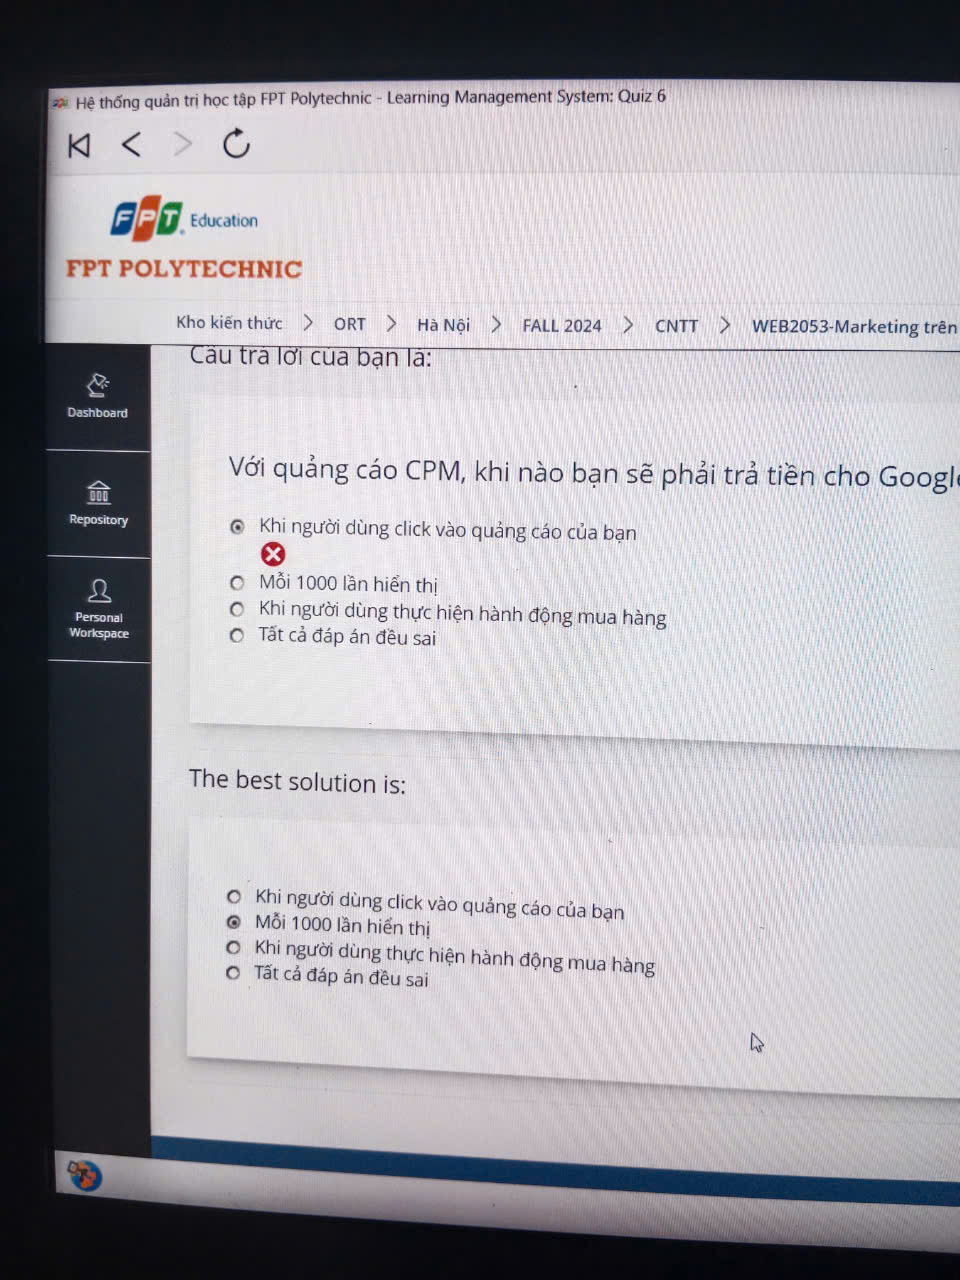 Hệ thống quản trị học tập FPT Polytechnic - Learning Management System: Quiz 6
FPT Education
FPT POLYTECHNIC
Kho kiến thức > ORT > Hà Nội > FALL 2024 > CNTT > WEB2053-Marketing trên
Câu trả lời của bạn là:
Dashboard
Với quảng cáo CPM, khi nào bạn sẽ phải trả tiền cho Google
Repository
Khi người dùng click vào quảng cáo của bạn
Mỗi 1000 lần hiển thị
Khi người dùng thực hiện hành động mua hàng
Tất cả đáp án đều sai
Personal
Workspace
The best solution is:
Khi người dùng click vào quảng cáo của bạn
Mỗi 1000 lần hiển thị
Khi người dùng thực hiện hành động mua hàng
Tất cả đáp án đều sai